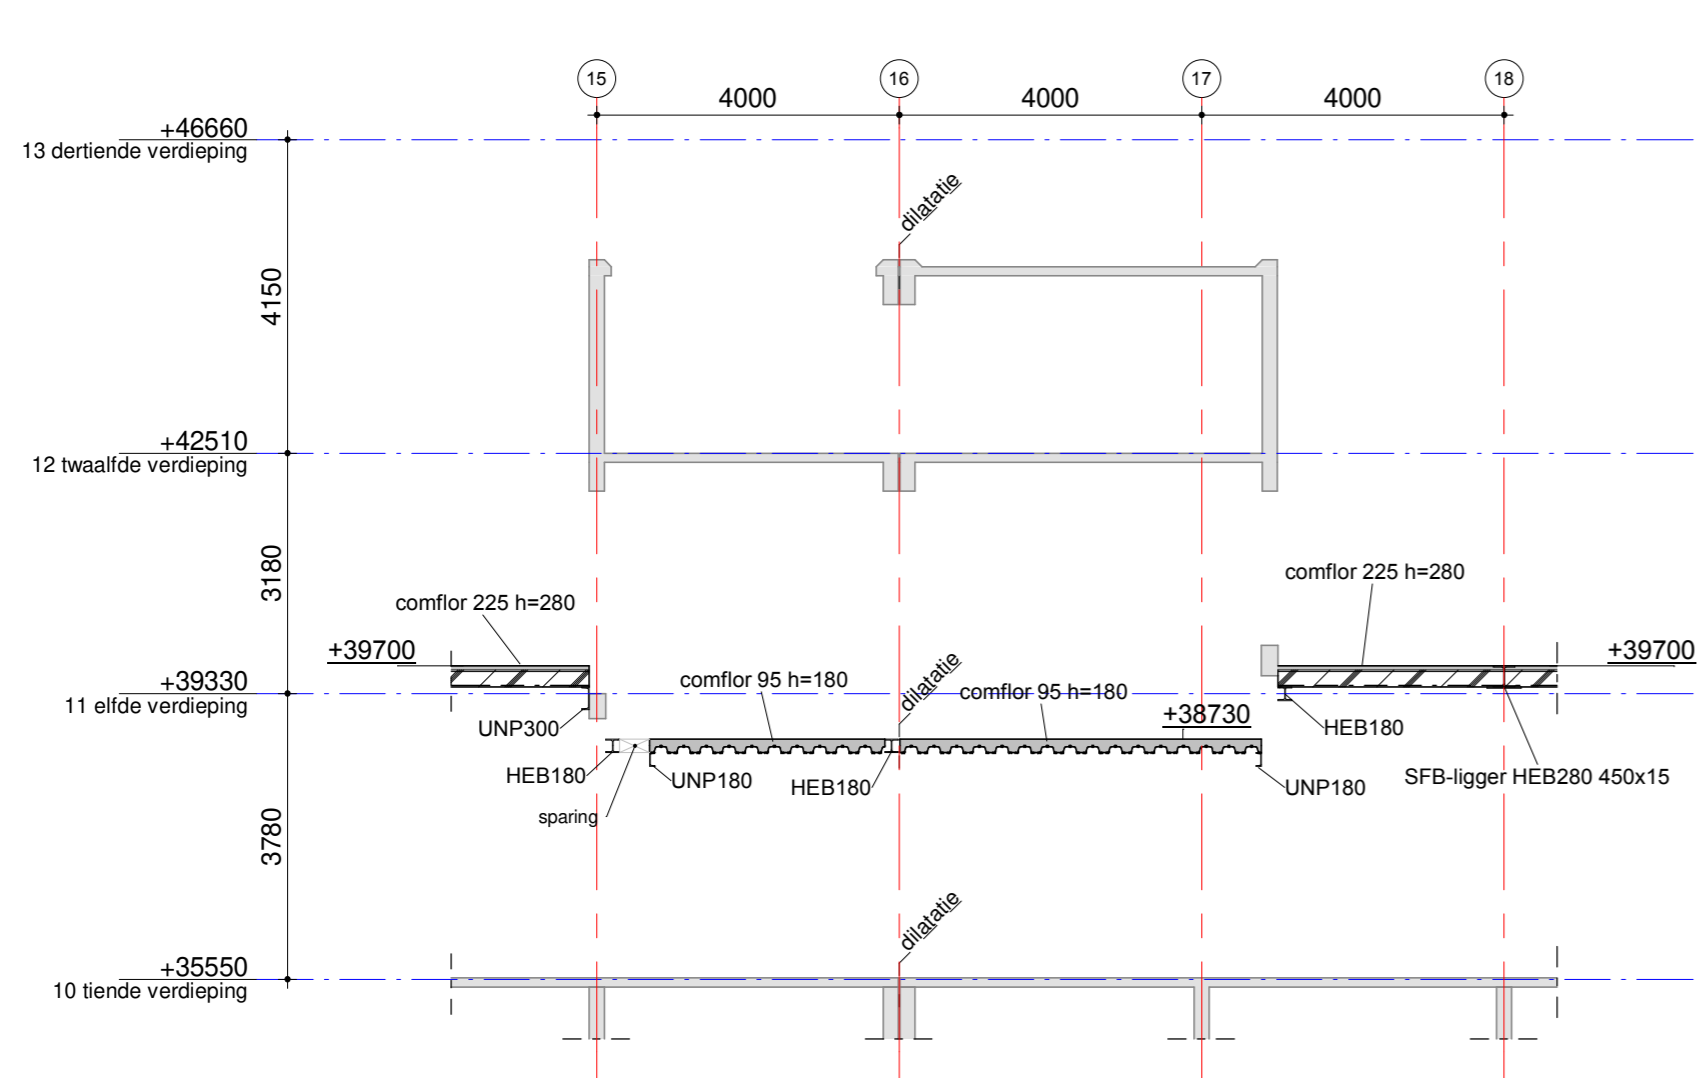 15
16
17
18
4000
4000
4000
+46660
13 dertiende verdieping
dilatatie
4150
+42510
12 twaalfde verdieping
3180
comflor 225 h=280
comflor 225 h=280
+39700
+39700
+39330
11 elfde verdieping
dilatatie
comflor 95 h=180
comflor 95 h=180
+38730
UNP300
HEB180
HEB180
UNP180
HEB180
UNP180
SFB-ligger HEB280 450x15
sparing
3780
dilatatie
+35550
10 tiende verdieping